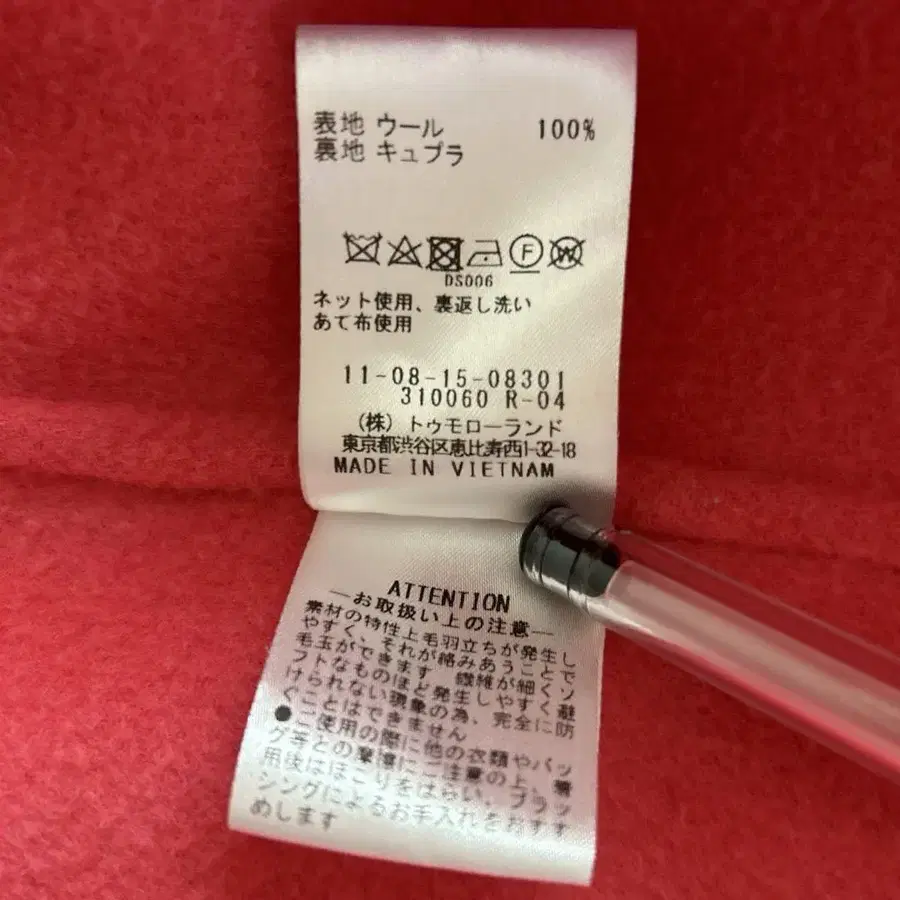 表地 ウール 100%
裏地 キュプラ
F W
DS006
ネット使用、裏返し洗い
あて布使用
11-08-15-08301
310060 R-04
(株) トゥモローランド
東京都渋谷区恵比寿西1-32-18
MADE IN VIETNAM
ATTENTION
―お取扱い上の注意―
素材の特性上毛羽立ちが発生し
やすく、それが絡みあうことで
毛玉ができます 繊維が細くソ
フトなものほど発生しやすく避
けられない現象の為、完全に防
ぐことはできません
●ご使用の際に他の衣類やバッ
グ等との摩擦にご注意の上、着
用後はほこりをはらい、ブラッ
シングによるお手入れをおすす
めします